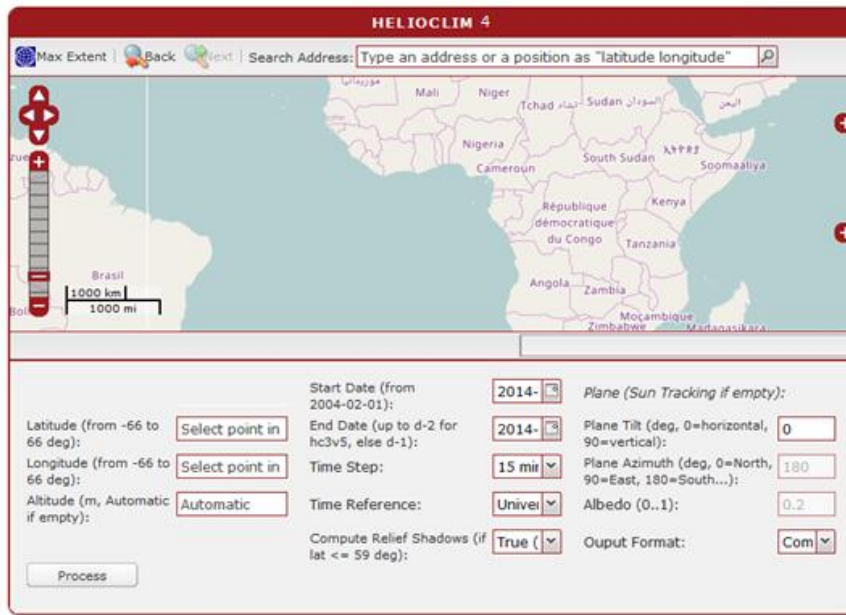 HELIOCLIM 4
Max Extent | Back Next | Search Address: Type an address or a position as "latitude longitude"
موريتانيا
Mali
Niger
Tchad تشاد
Sudan السودان
اليمن
Nigeria
Cameroun
South Sudan
ኢትዮጵያ
Soomaaliya
République
démocratique
du Congo
Kenya
Tanzania
Angola
Zambia
Moçambique
Zimbabwe
Madagasikara
Brasil
1000 km
1000 mi
Start Date (from
2004-02-01):
2014-
Plane (Sun Tracking if empty):
Latitude (from -66 to
66 deg):
Select point in
End Date (up to d-2 for
hc3v5, else d-1):
2014-
Plane Tilt (deg, 0=horizontal,
90=vertical):
0
Longitude (from -66 to
66 deg):
Select point in
Time Step:
15 min
Plane Azimuth (deg, 0=North,
90=East, 180=South...):
180
Altitude (m, Automatic
if empty):
Automatic
Time Reference:
Univer
Albedo (0..1):
0.2
Compute Relief Shadows (if
lat <= 59 deg):
True (
Ouput Format:
Com
Process